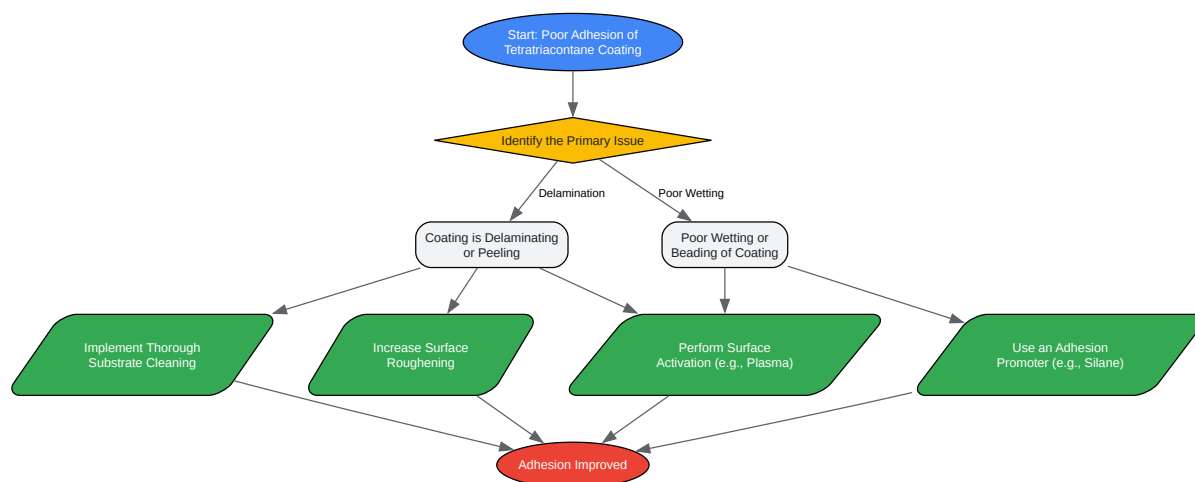 Start: Poor Adhesion of
Tetratriacontane Coating
Identify the Primary Issue
Delamination
Poor Wetting
Coating is Delaminating
or Peeling
Poor Wetting or
Beading of Coating
Implement Thorough
Substrate Cleaning
Increase Surface
Roughening
Perform Surface
Activation (e.g., Plasma)
Use an Adhesion
Promoter (e.g., Silane)
Adhesion Improved